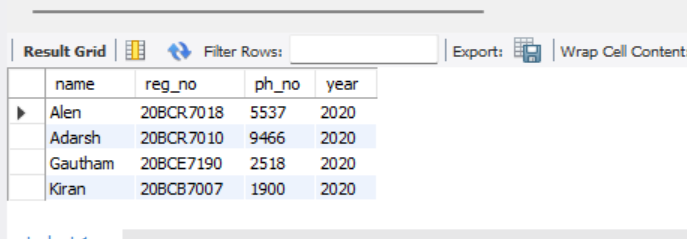 Result Grid Filter Rows: Export: Wrap Cell Content:
name reg_no ph_no year
Alen 20BCR7018 5537 2020
Adarsh 20BCR7010 9466 2020
Gautham 20BCE7190 2518 2020
Kiran 20BCB7007 1900 2020